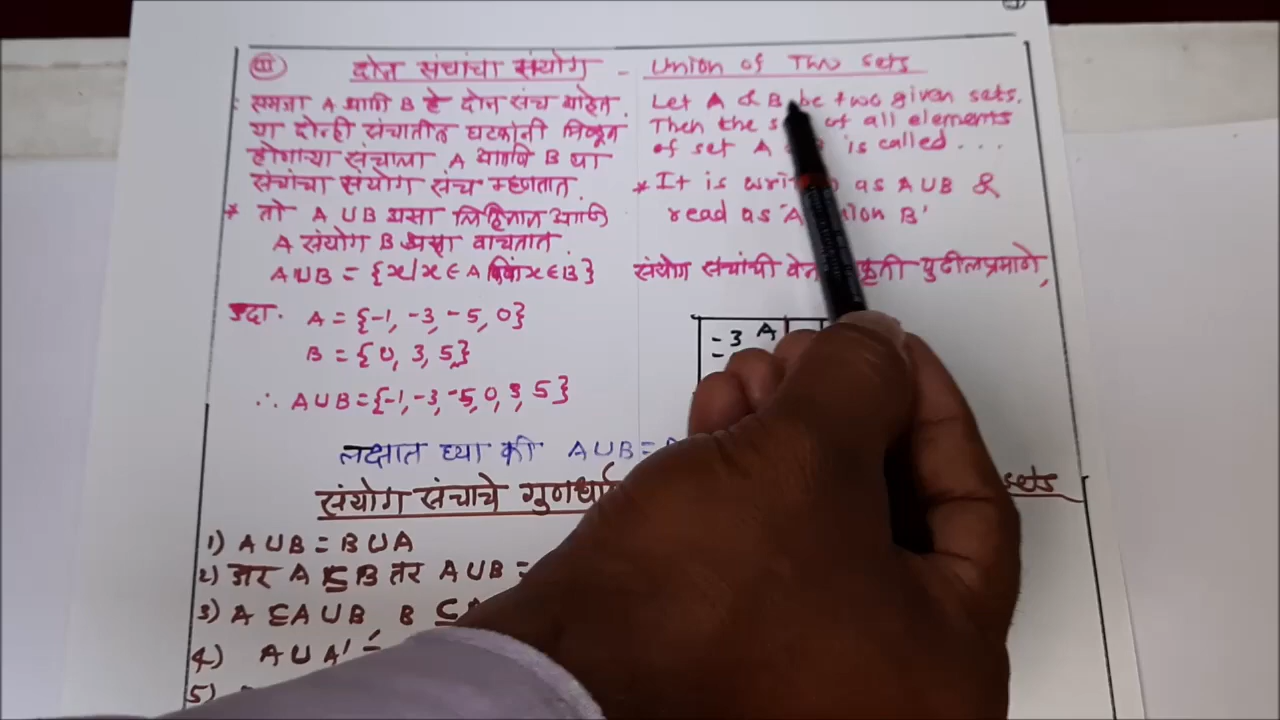 III दोन संचांचा संयोग - Union of Two sets
समजा A आणि B हे दोन संच आहेत.
या दोन्ही संचातील घटकांनी मिळून
होणाऱ्या संचाला A आणि B या
संचांचा संयोग संच म्हणतात.
* तो A ∪ B असा लिहितात आणि
A संयोग B असा वाचतात.
A∪B = {x/x ∈ A किंवा x ∈ B}
उदा. A = {-1, -3, -5, 0}
B = {0, 3, 5}
∴ A∪B = {-1, -3, -5, 0, 3, 5}
Let A & B be two given sets.
Then the of all elements
of set A is called ...
* It is as A∪B &
read as 'A B'
संयोग संचांची पुढीलप्रमाणे,
-3 A
लक्षात घ्या की A∪B =
संयोग संचाचे sets
1) A∪B = B∪A
2) जर A ⊆ B तर A∪B =
3) A ⊆ A∪B, B ⊆
4) A ∪ A' =
5)